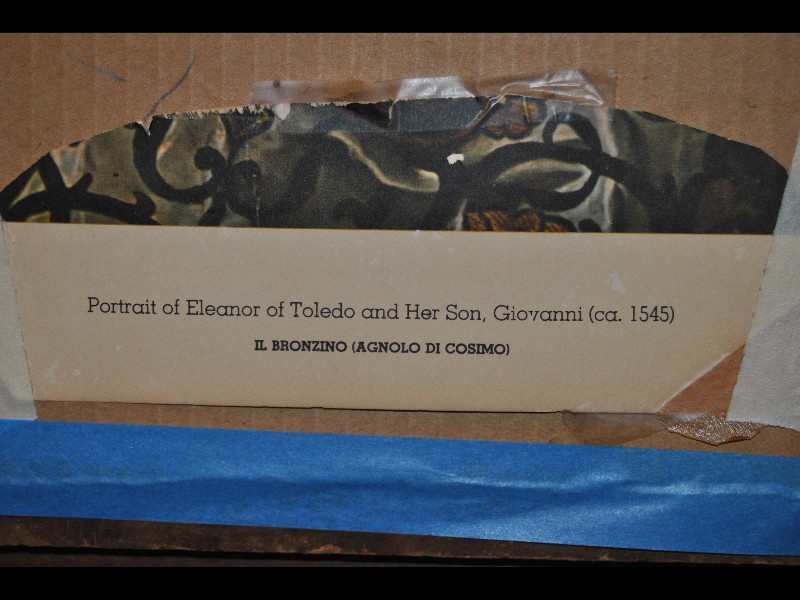 Portrait of Eleanor of Toledo and Her Son, Giovanni (ca. 1545)
IL BRONZINO (AGNOLO DI COSIMO)